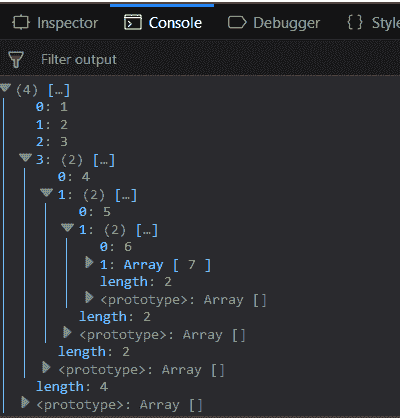 Inspector Console Debugger { } Style
Filter output
(4) […]
0: 1
1: 2
2: 3
3: (2) […]
0: 4
1: (2) […]
0: 5
1: (2) […]
0: 6
1: Array [ 7 ]
length: 2
<prototype>: Array []
length: 2
<prototype>: Array []
length: 2
<prototype>: Array []
length: 4
<prototype>: Array []